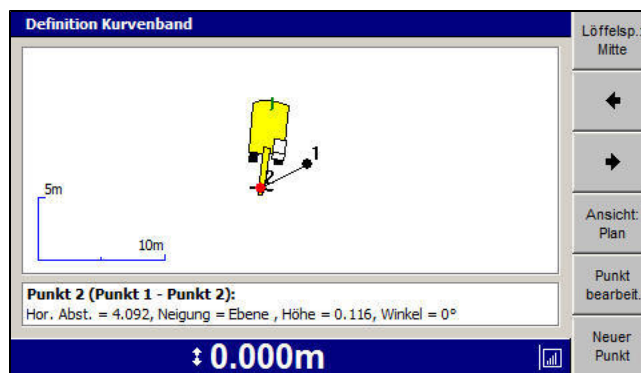 Definition Kurvenband
Löffelsp.:
Mitte
1
2
5m
10m
Ansicht:
Plan
Punkt
bearbeit.
Punkt 2 (Punkt 1 - Punkt 2):
Hor. Abst. = 4.092, Neigung = Ebene , Höhe = 0.116, Winkel = 0°
Neuer
Punkt
0.000m